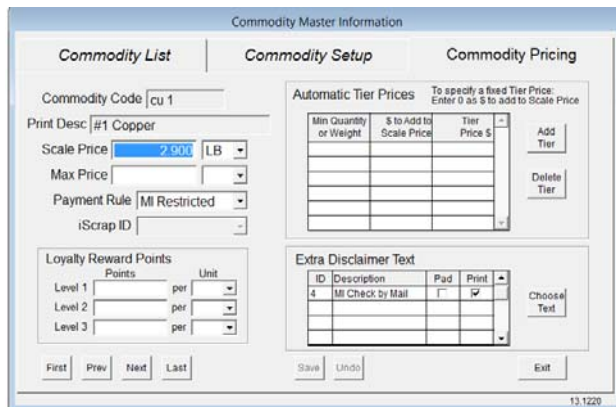 Commodity Master Information
Commodity List Commodity Setup Commodity Pricing
Commodity Code cu 1
Print Desc #1 Copper
Scale Price 2.900 LB
Max Price
Payment Rule MI Restricted
iScrap ID
Automatic Tier Prices
To specify a fixed Tier Price:
Enter 0 as $ to add to Scale Price
Min Quantity $ to Add to Tier
or Weight Scale Price Price $
Add
Tier
Delete
Tier
Loyalty Reward Points
Points Unit
Level 1 per
Level 2 per
Level 3 per
Extra Disclaimer Text
ID Description Pad Print
4 MI Check by Mail
Choose
Text
First Prev Next Last Save Undo Exit
13.1220